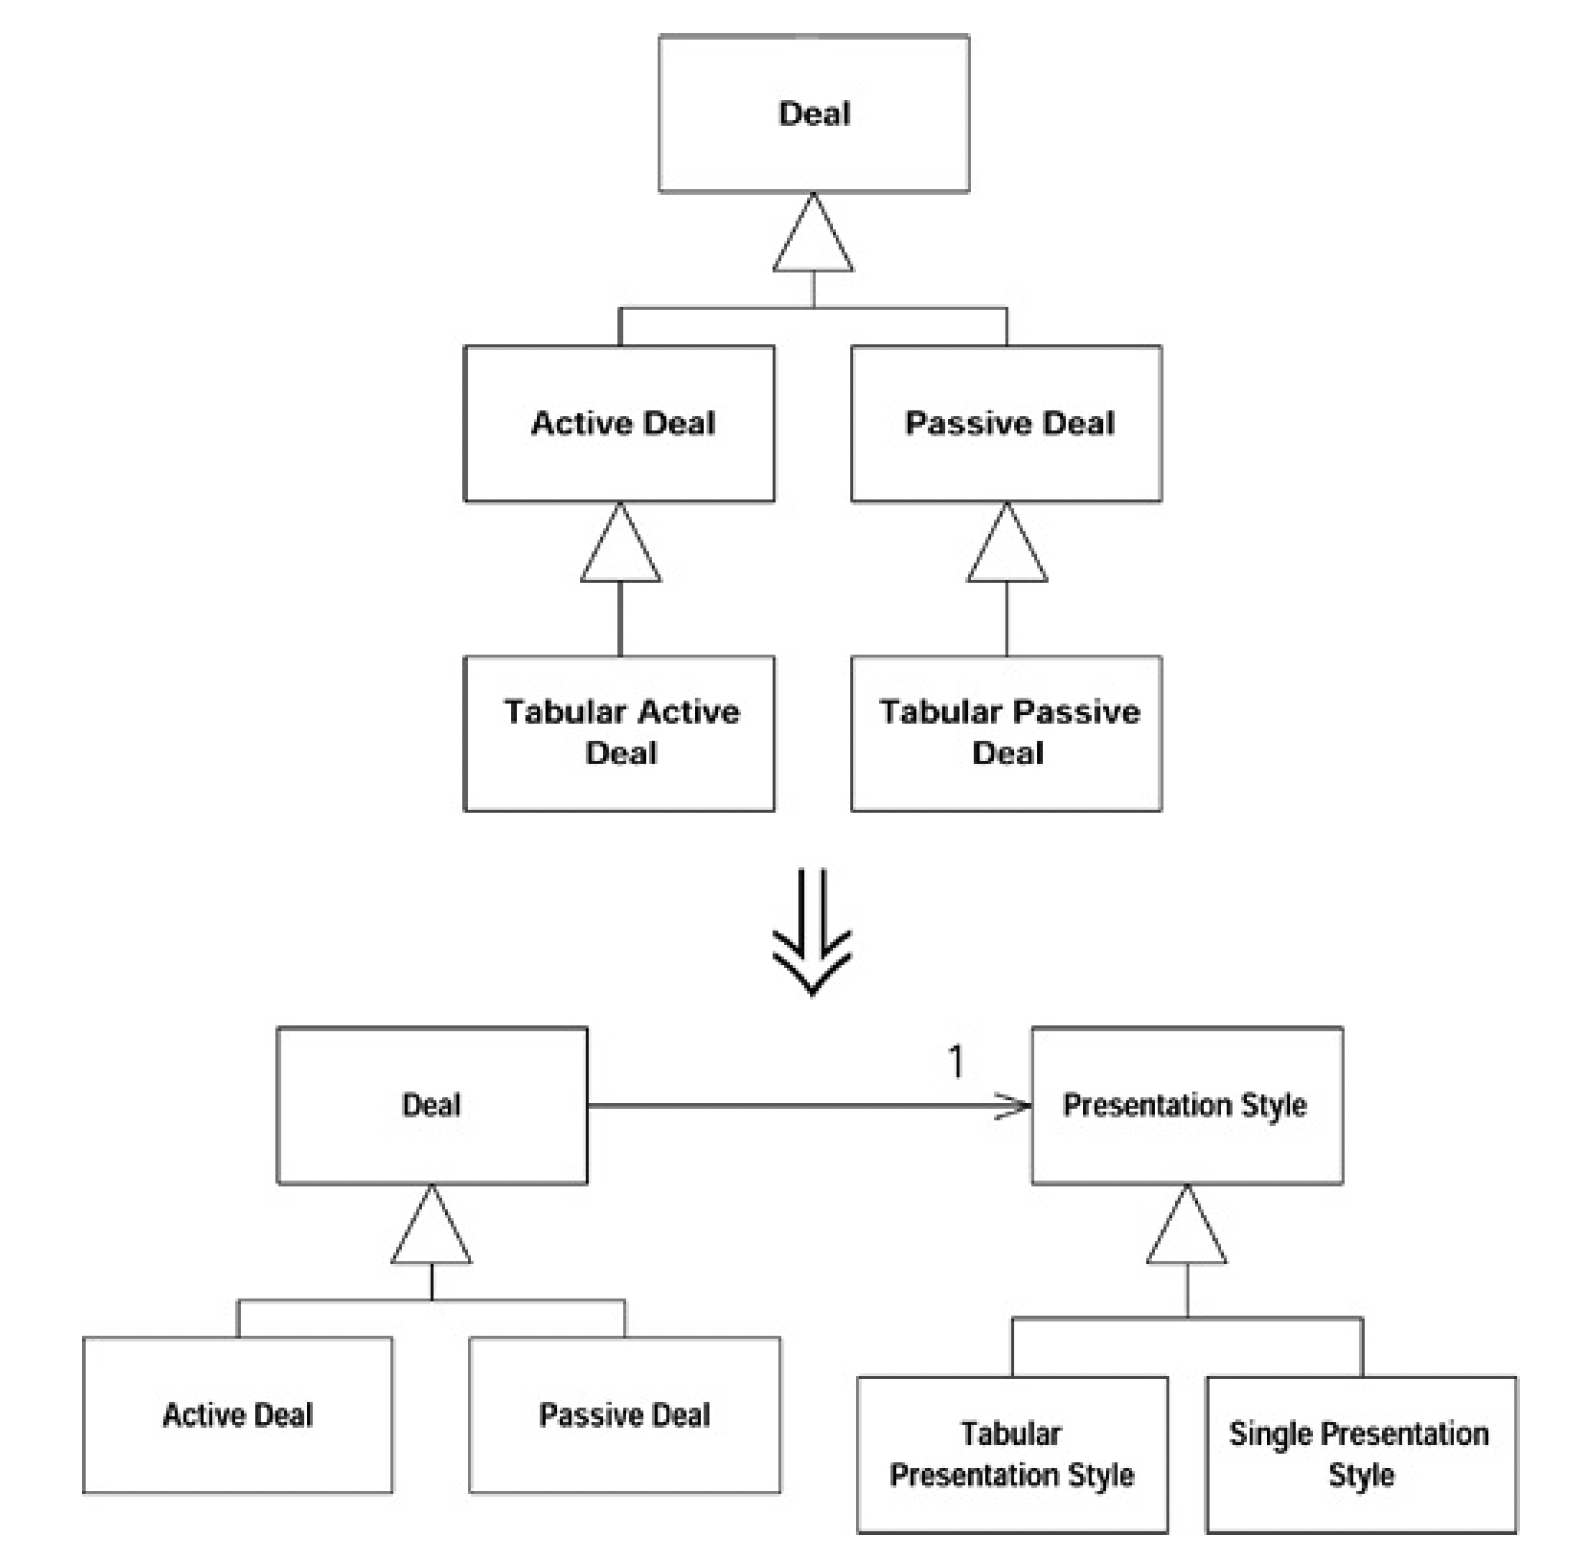 Deal
Active Deal
Passive Deal
Tabular Active
Deal
Tabular Passive
Deal
Deal
1
Presentation Style
Active Deal
Passive Deal
Tabular
Presentation Style
Single Presentation
Style